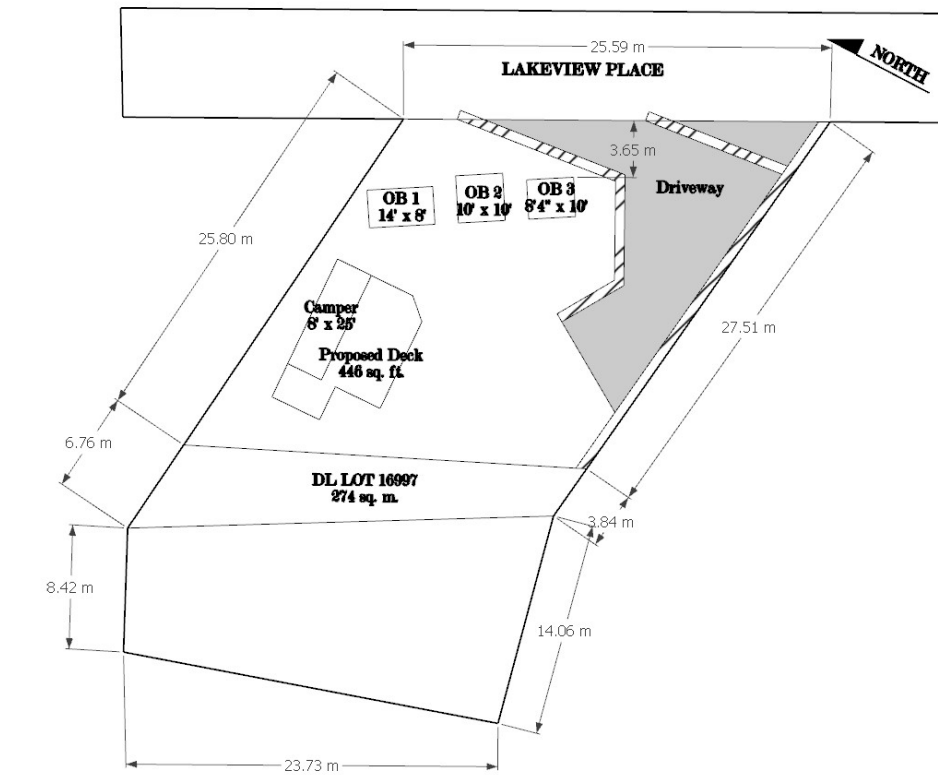 25.59 m
LAKEVIEW PLACE
NORTH
3.65 m
Driveway
OB 1
14' x 8'
OB 2
10' x 10'
OB 3
8'4" x 10'
25.80 m
Camper
8' x 25'
Proposed Deck
446 sq. ft.
27.51 m
6.76 m
DL LOT 16997
274 sq. m.
3.84 m
8.42 m
14.06 m
23.73 m